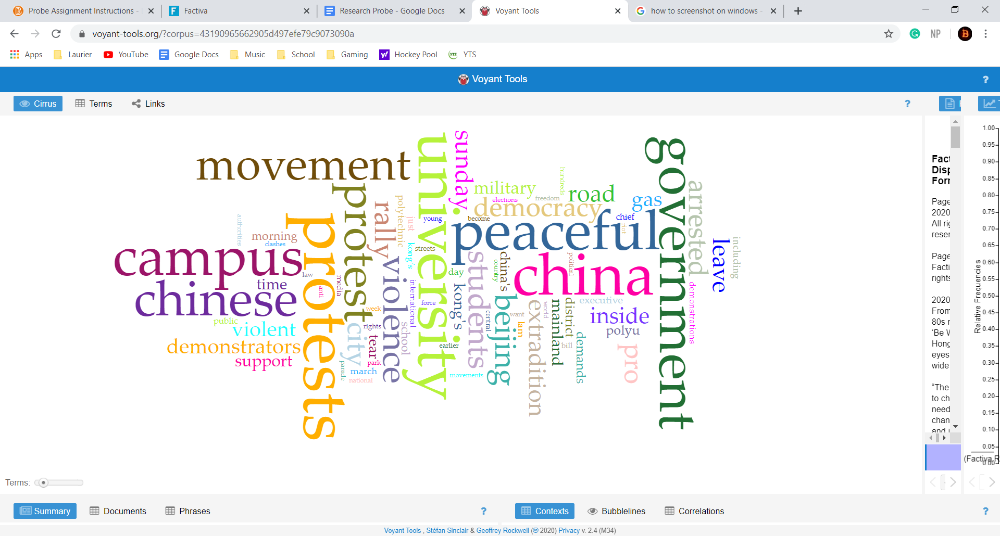 Probe Assignment Instructions -
Factiva
Research Probe - Google Docs
Voyant Tools
how to screenshot on windows -
voyant-tools.org/?corpus=43190965662905d497efe79c9073090a
NP
Apps
Laurier
YouTube
Google Docs
Music
School
Gaming
Hockey Pool
YTS
Voyant Tools
?
Cirrus
Terms
Links
?
movement
university
sunday
government
protest
military
hundreds
road
elections
freedom
democracy
gas
arrested
polytechnic
rally
just
young
become
chief
riot
peaceful
protests
authorities
morning
clashes
kong's
streets
leave
including
campus
law
anti
media
violence
day
students
china's
country
political
china
time
chinese
international
force
kong's
beijing
central
want
lam
extradition
world
mainland
district
executive
demonstrations
public
violent
week
rights
city
tear
school
earlier
inside
polyu
bill
demands
pro
demonstrators
support
park
parade
march
national
movements
Fact
Disp
Forr
Page
2020
All rig
reser
Page
Facti
rights
2020
From
80s r
‘Be W
Hong
eyes
wide
“The
to ch
need
chan
and i
1.00
0.95
0.90
0.85
0.80
0.75
0.70
0.65
0.60
0.55
0.50
0.45
0.40
0.35
0.30
0.25
0.20
0.15
0.10
0.05
0.00
Relative Frequencies
(Factiva R
Terms:
Summary
Documents
Phrases
?
Contexts
Bubblelines
Correlations
?
Voyant Tools , Stéfan Sinclair & Geoffrey Rockwell (🅭 2020) Privacy v. 2.4 (M34)